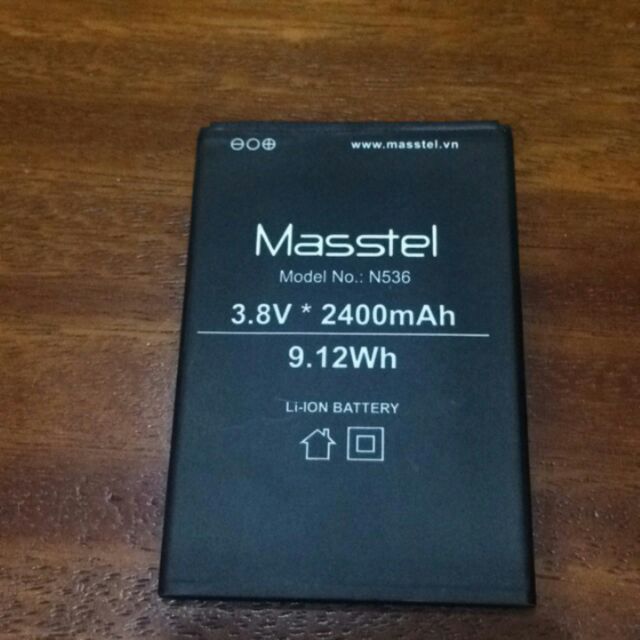 ⊖○⊕ www.masstel.vn
Masstel
Model No.: N536
3.8V * 2400mAh
9.12Wh
Li-ION BATTERY